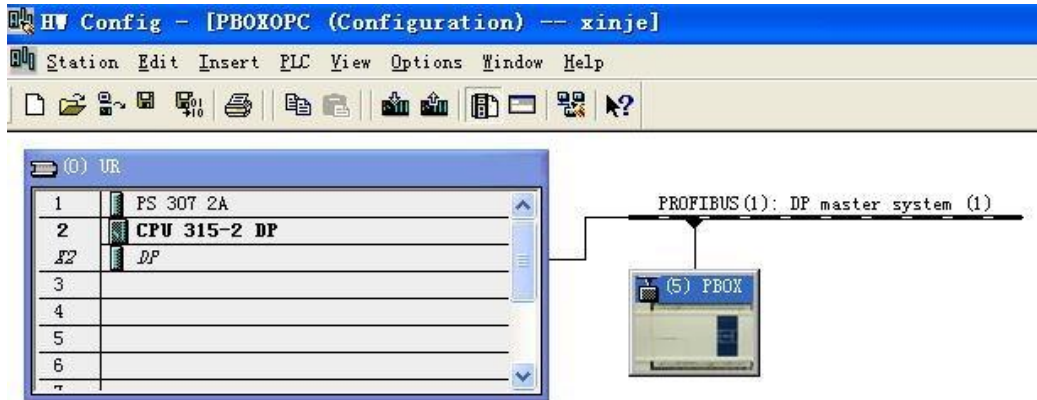 HW Config - [PBOXOPC (Configuration) -- xinje]
Station Edit Insert PLC View Options Window Help
(0) UR
1 PS 307 2A
2 CPU 315-2 DP
X2 DP
3
4
5
6
PROFIBUS(1): DP master system (1)
(5) PBOX